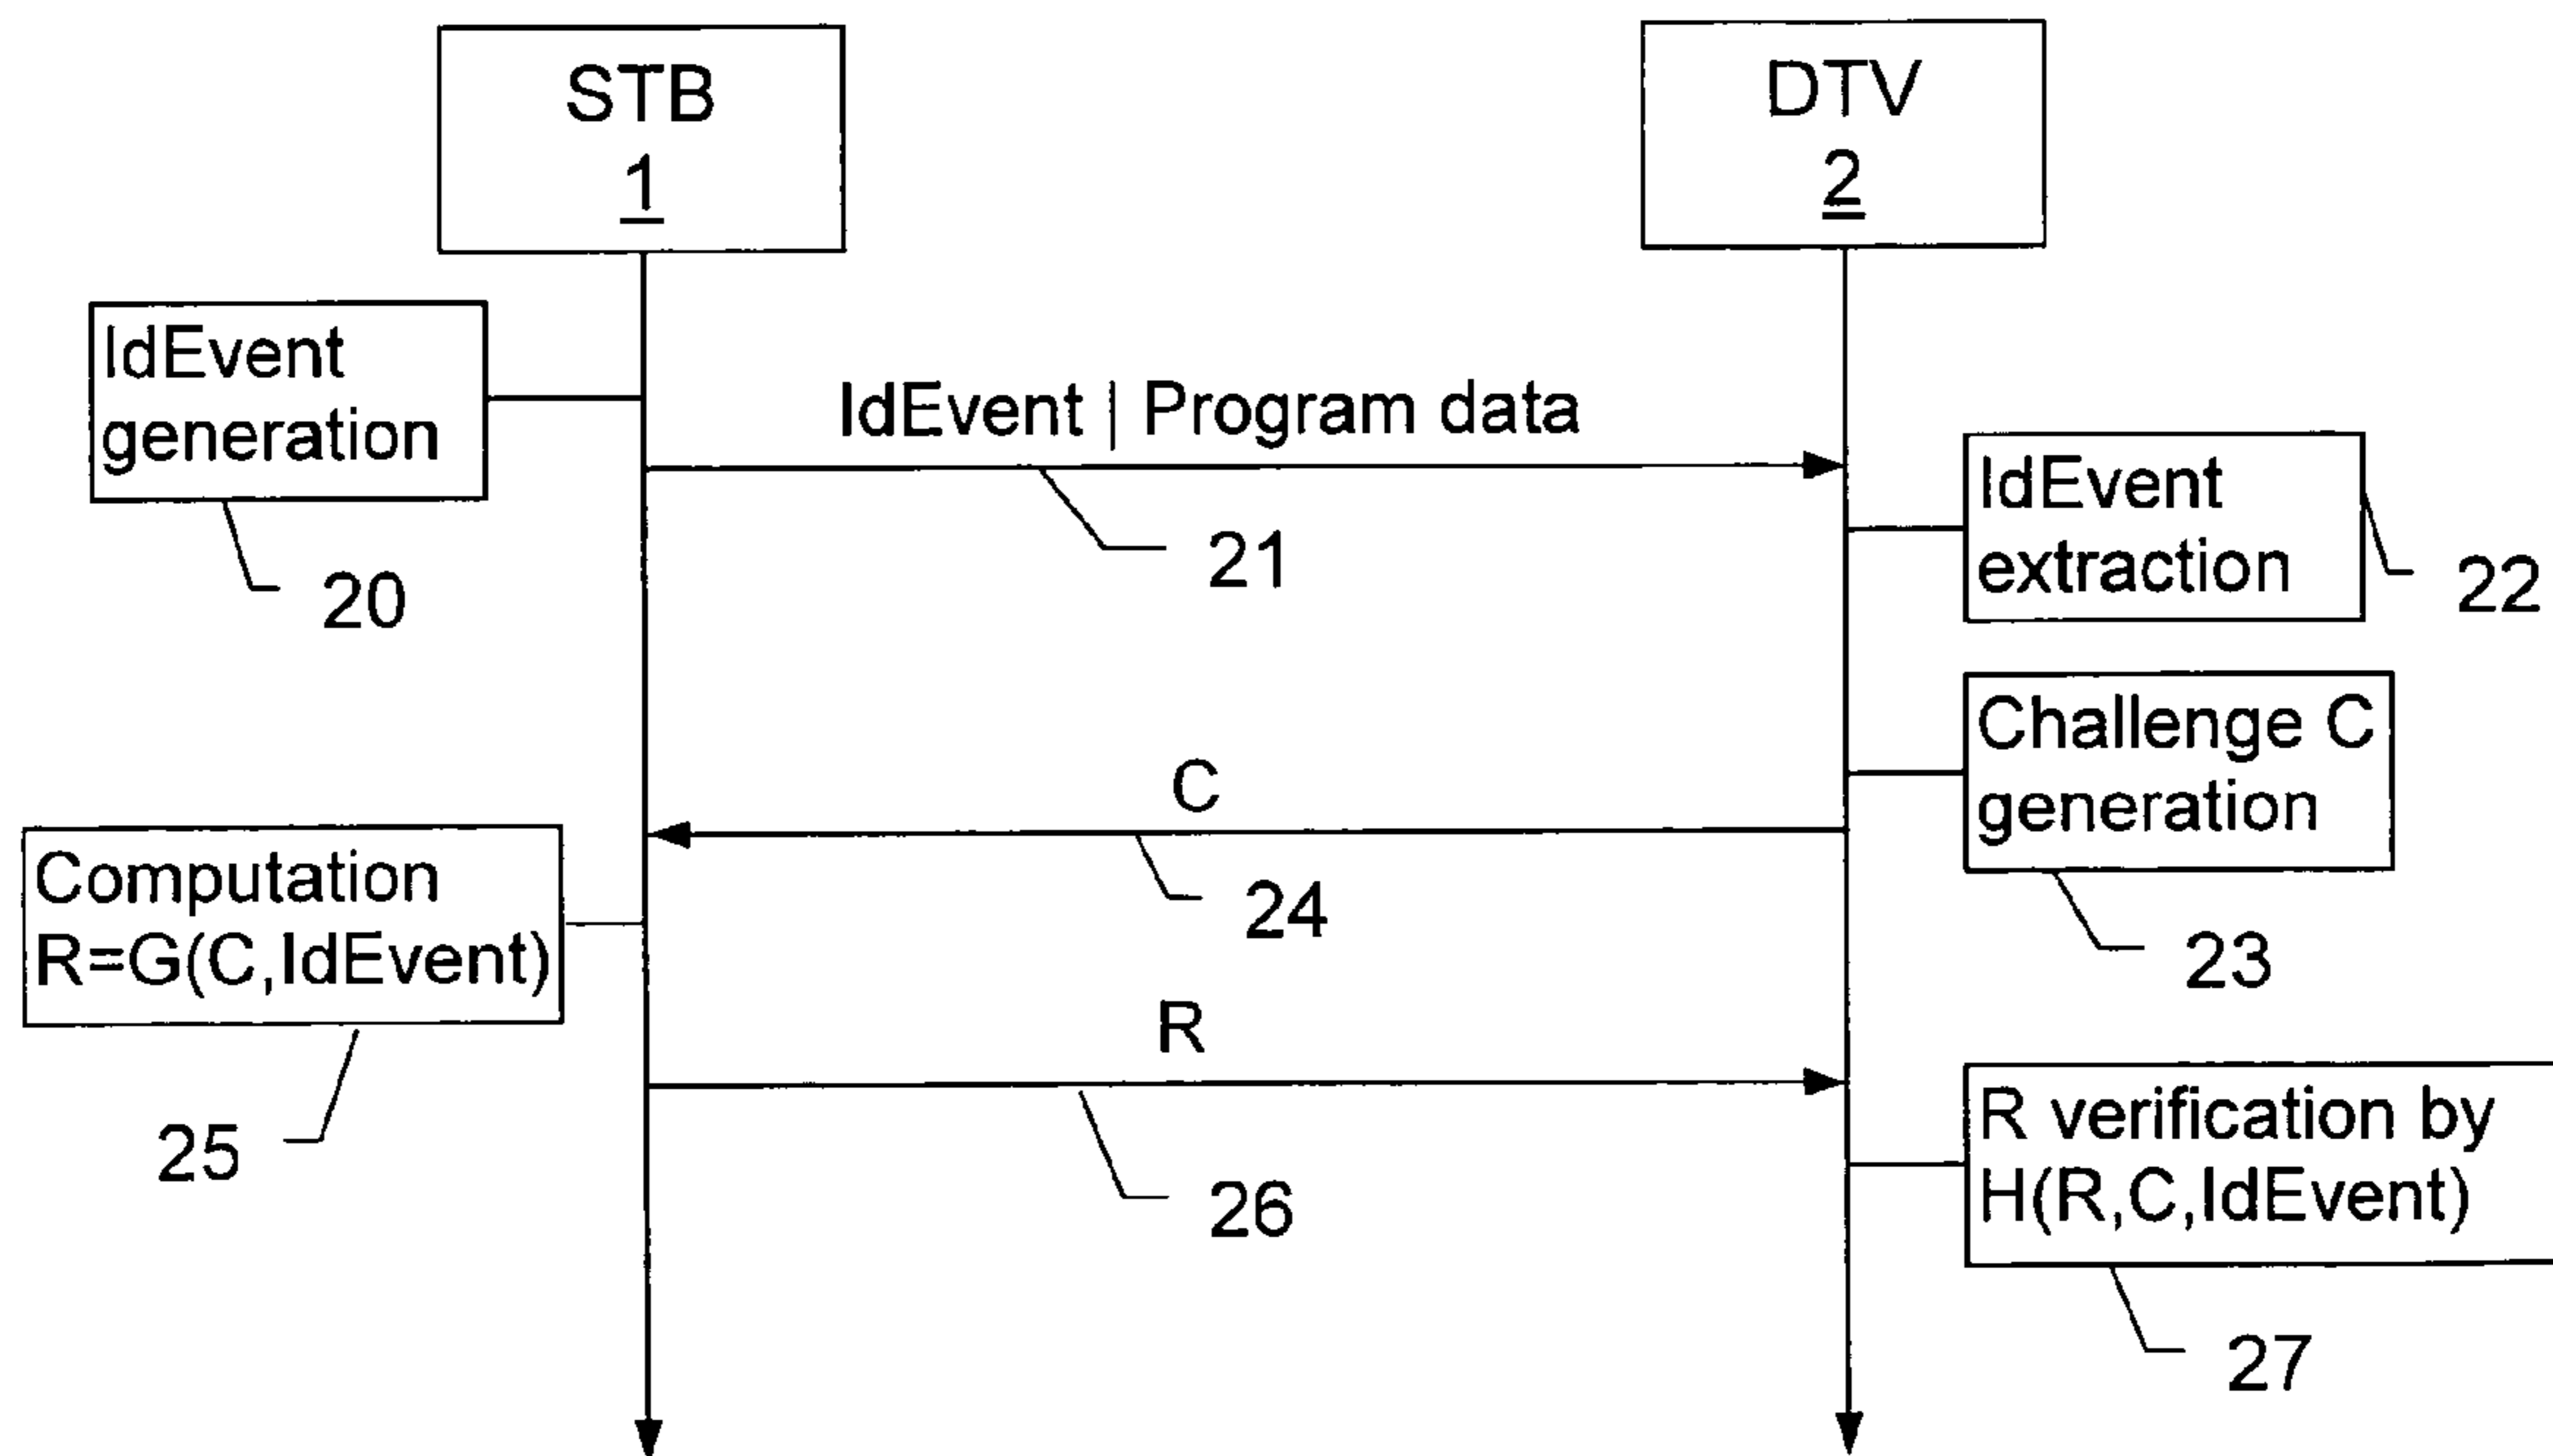 STB
1
DTV
2
IdEvent
generation
20
IdEvent | Program data
21
IdEvent
extraction
22
Challenge C
generation
23
C
24
Computation
R=G(C,IdEvent)
25
R
26
R verification by
H(R,C,IdEvent)
27